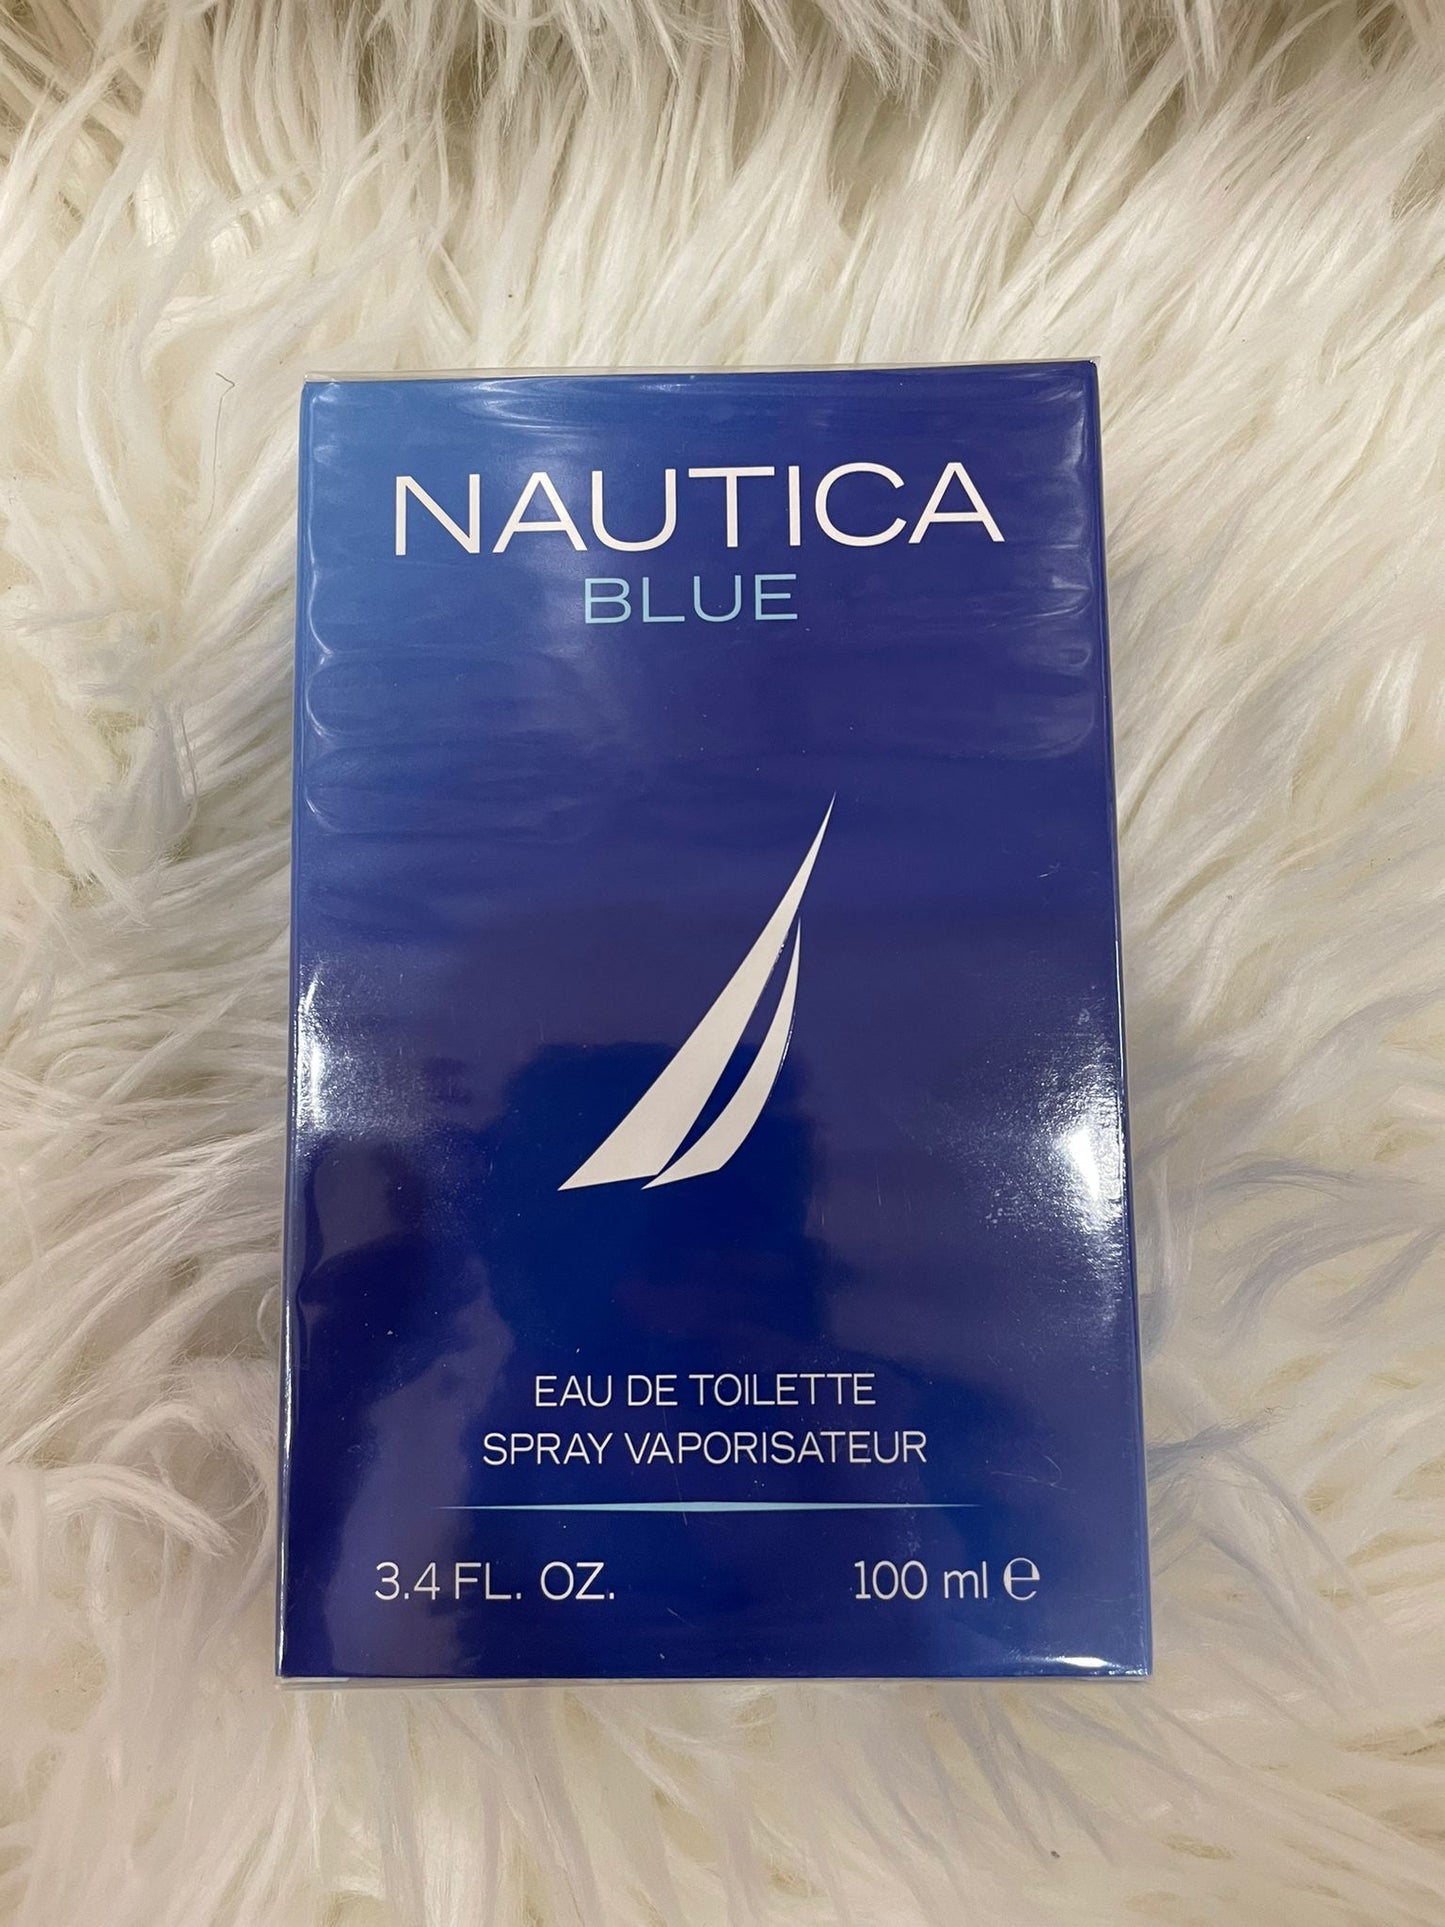 NAUTICA
BLUE
EAU DE TOILETTE
SPRAY VAPORISATEUR
3.4 FL. OZ. 100 ml ℮